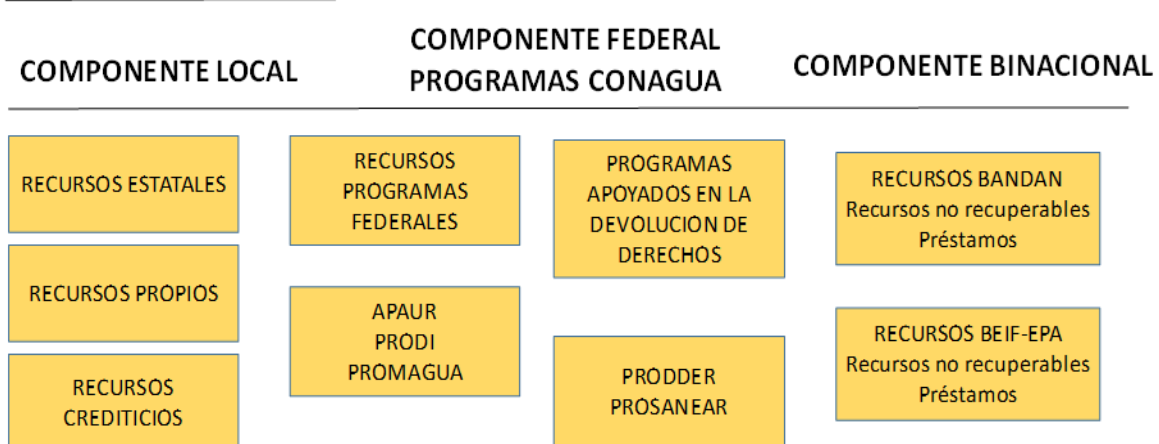 COMPONENTE LOCAL
COMPONENTE FEDERAL
PROGRAMAS CONAGUA
COMPONENTE BINACIONAL
RECURSOS ESTATALES
RECURSOS PROPIOS
RECURSOS
CREDITICIOS
RECURSOS
PROGRAMAS
FEDERALES
APAUR
PRODI
PROMAGUA
PROGRAMAS
APOYADOS EN LA
DEVOLUCION DE
DERECHOS
PRODDER
PROSANEAR
RECURSOS BANDAN
Recursos no recuperables
Préstamos
RECURSOS BEIF-EPA
Recursos no recuperables
Préstamos